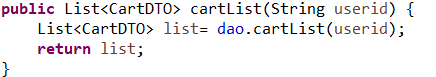 public List<CartDTO> cartList(String userid) {
    List<CartDTO> list= dao.cartList(userid);
    return list;
}